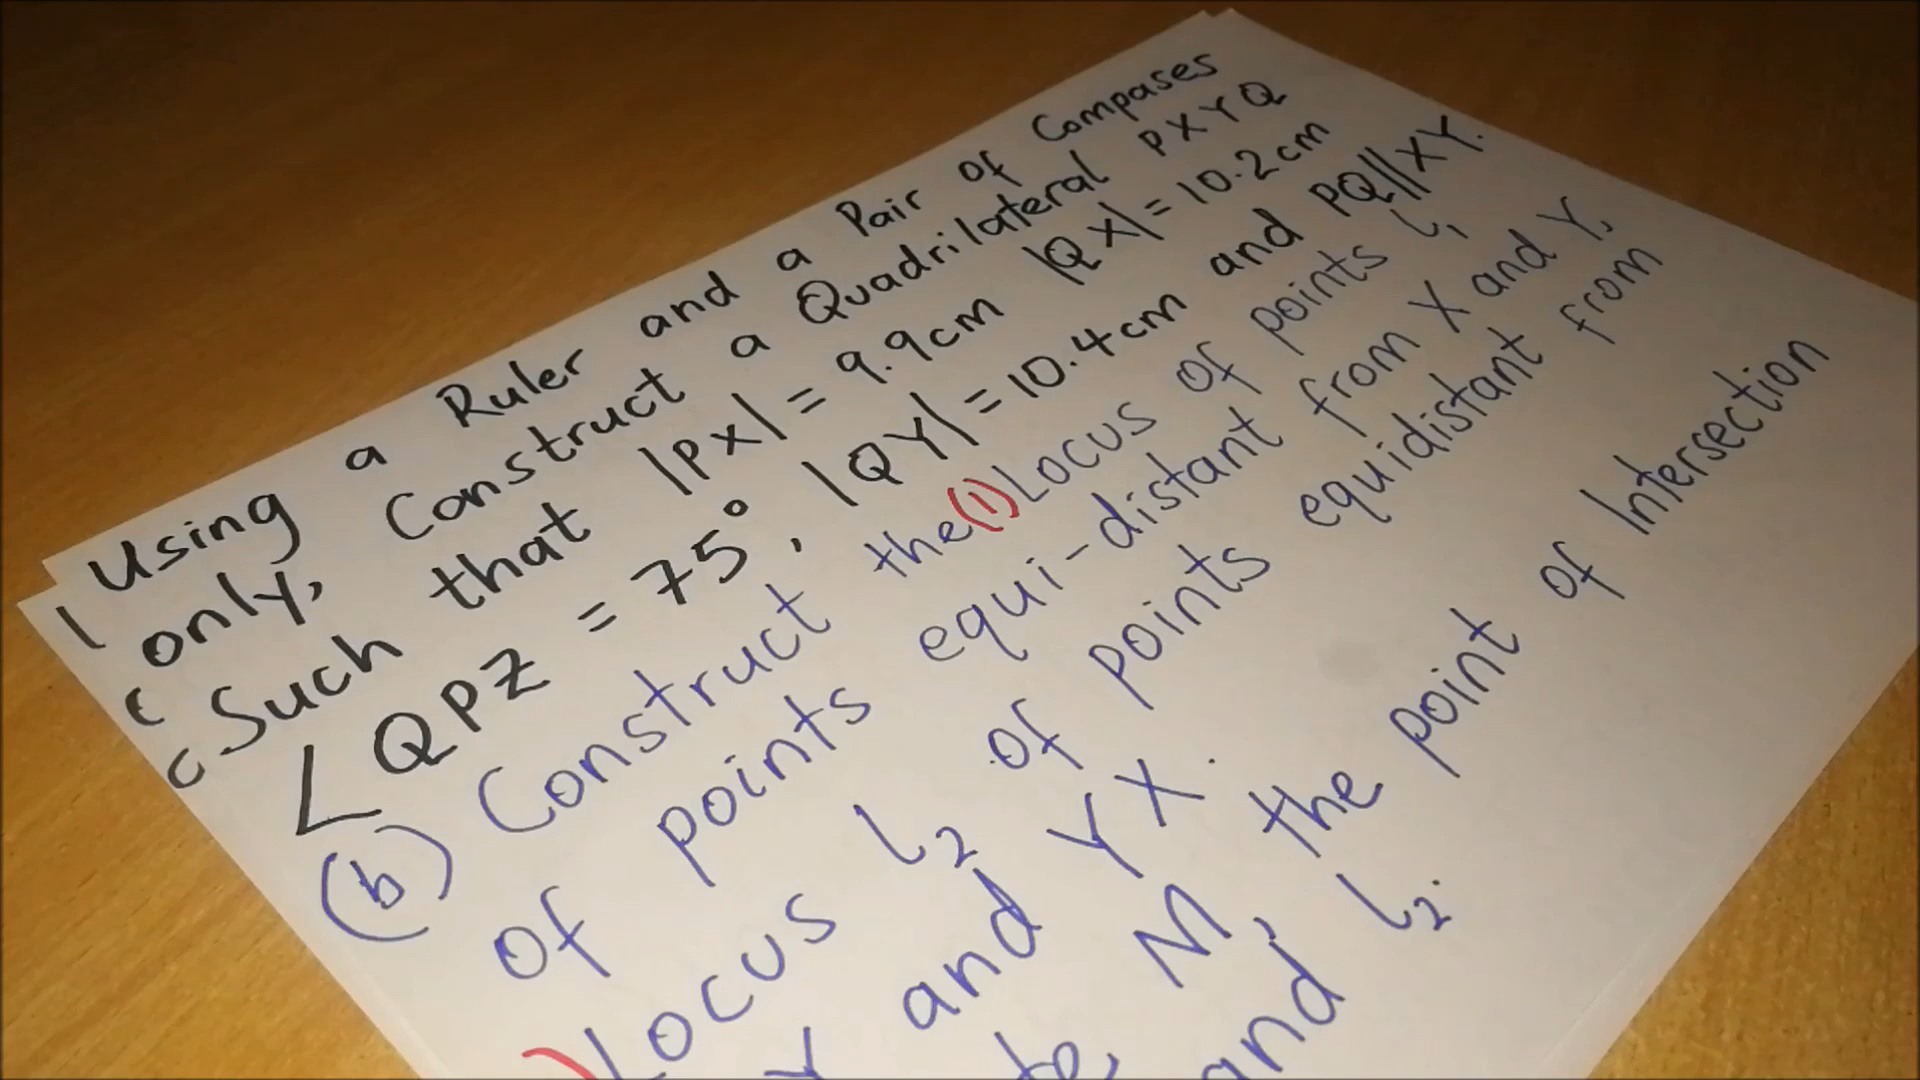 Using a Ruler and a Pair of Compases
only, Construct a Quadrilateral PXYQ
Such that |PX| = 9.9cm |QX| = 10.2cm
∠QPZ = 75°, |QY| = 10.4cm and PQ||XY.
(b) Construct the (1) Locus of points l₁
of points equi-distant from X and Y,
Locus l₂ of points equidistant from
and YX.
M, the point of Intersection
and l₂.